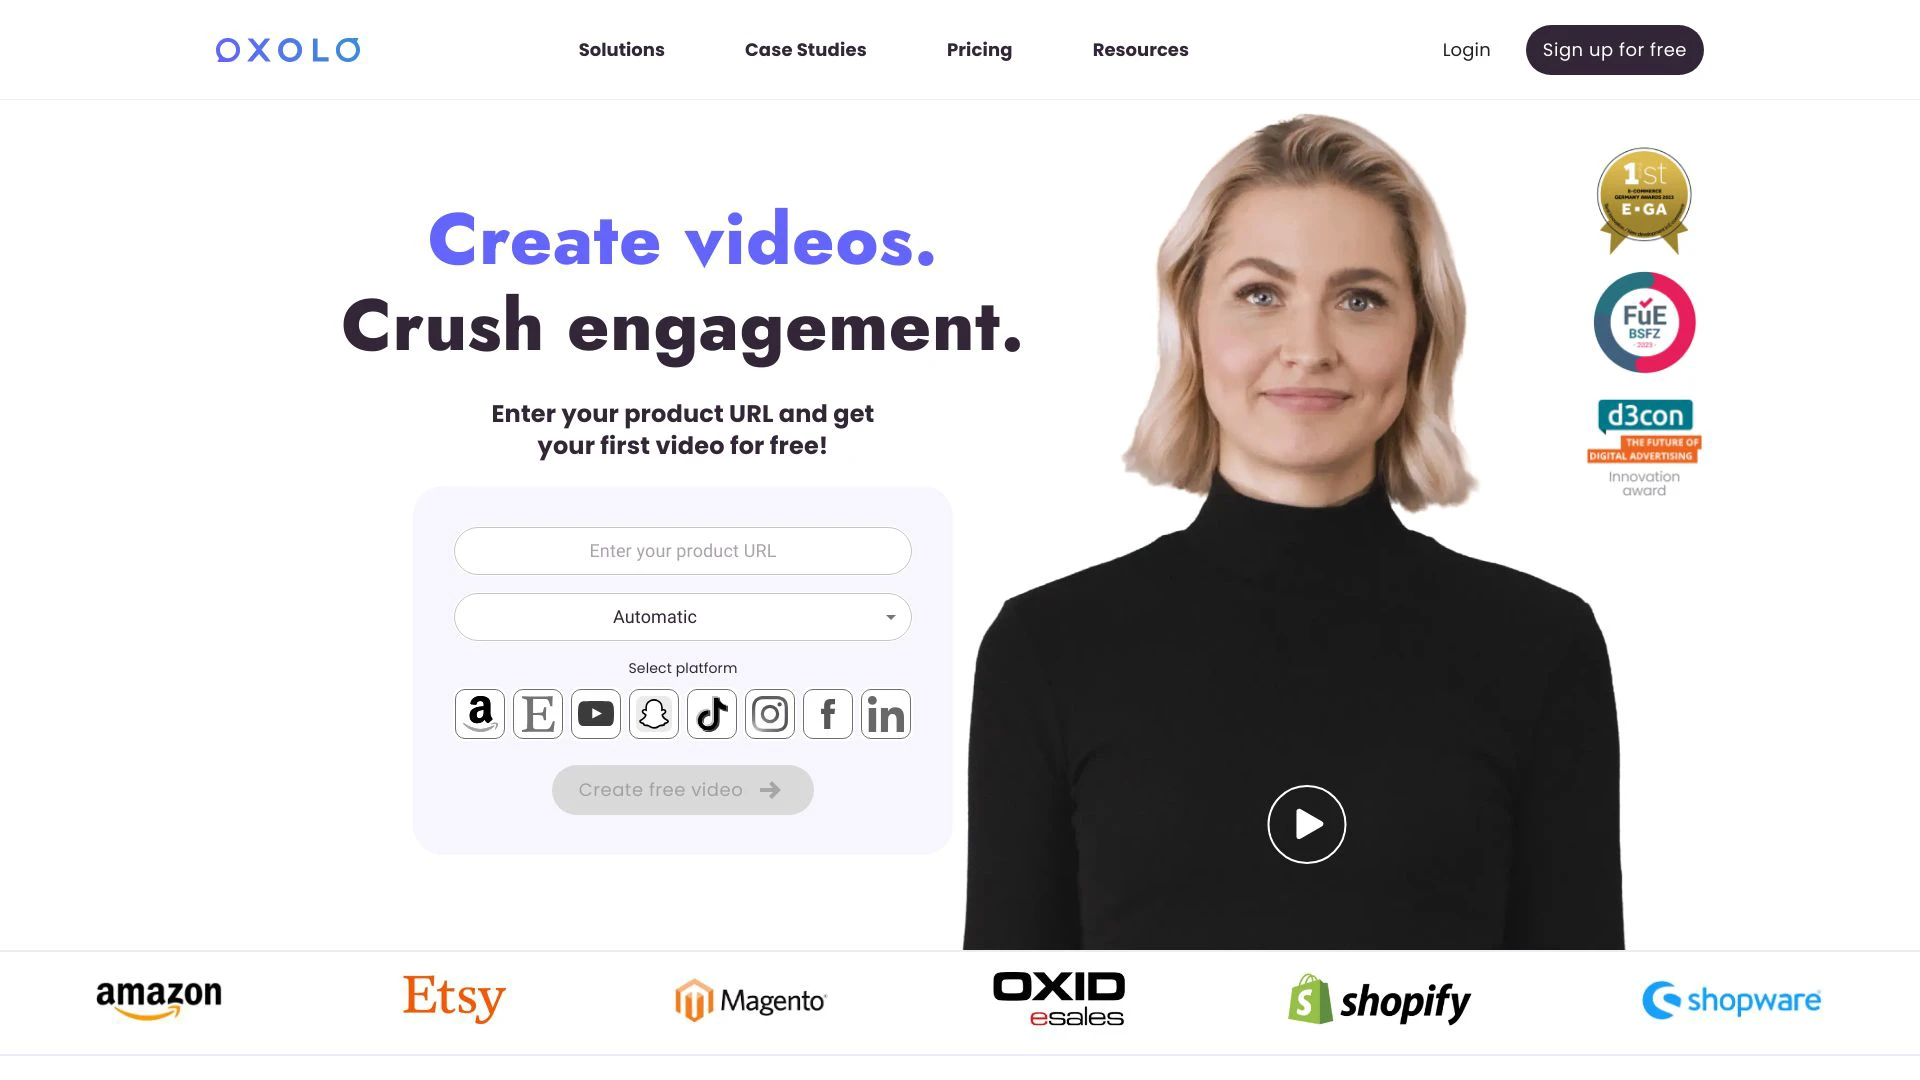 OXOLO
Solutions
Case Studies
Pricing
Resources
Login
Sign up for free
Create videos.
Crush engagement.
Enter your product URL and get
your first video for free!
Enter your product URL
Automatic
Select platform
Create free video
1st
E-COMMERCE
GERMANY AWARDS 2023
E·GA
FuE
BSFZ
· 2023 ·
d3con
THE FUTURE OF
DIGITAL ADVERTISING
Innovation
award
amazon
Etsy
Magento
OXID
esales
shopify
shopware